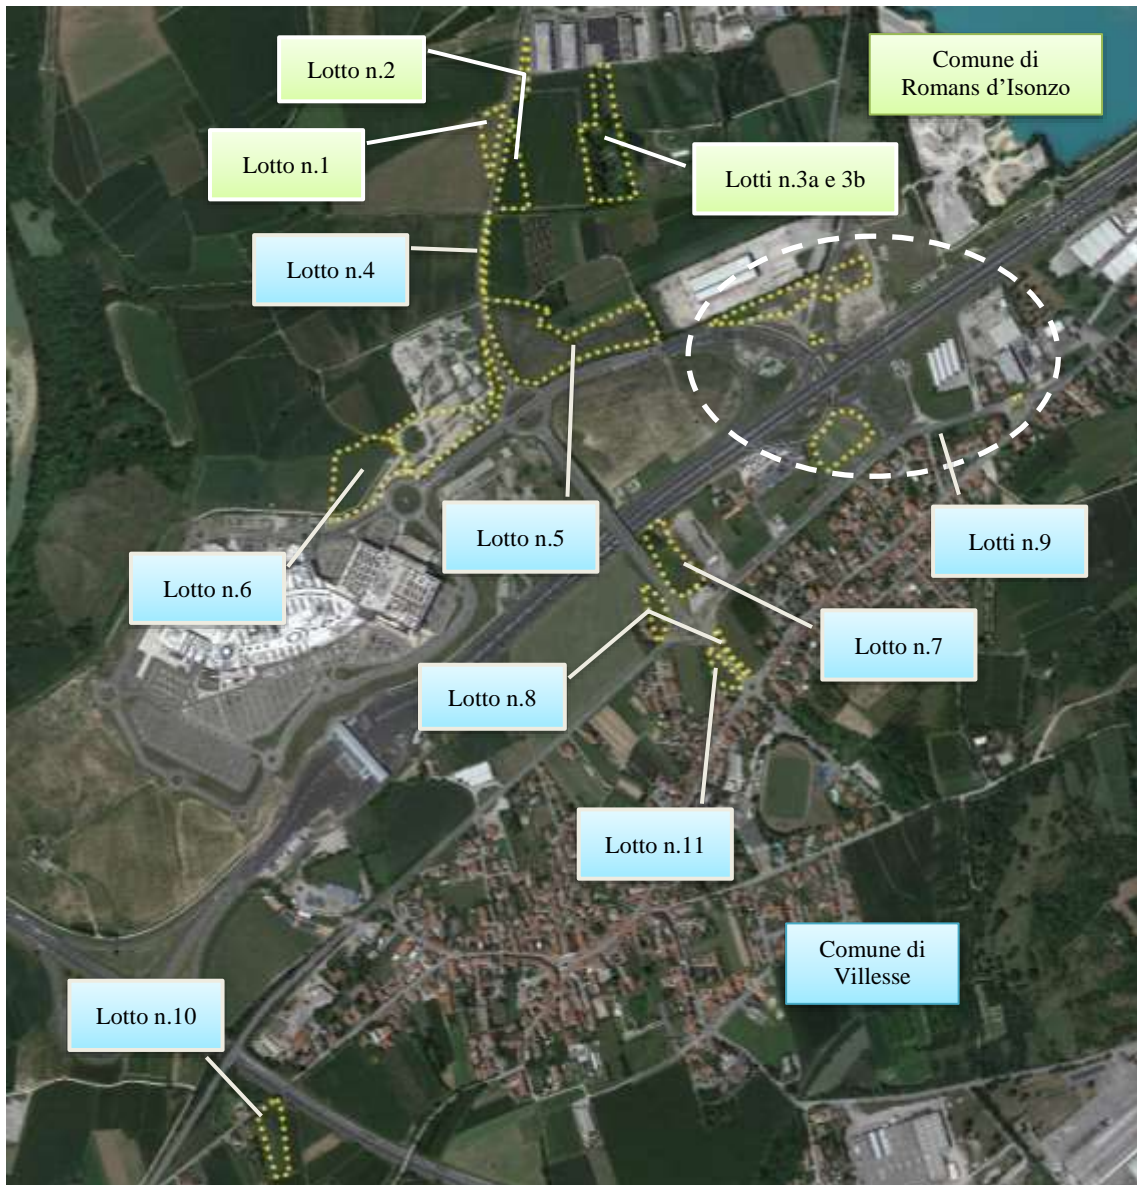 Comune di
Romans d’Isonzo
Lotto n.2
Lotto n.1
Lotti n.3a e 3b
Lotto n.4
Lotto n.5
Lotti n.9
Lotto n.6
Lotto n.7
Lotto n.8
Lotto n.11
Comune di
Villesse
Lotto n.10